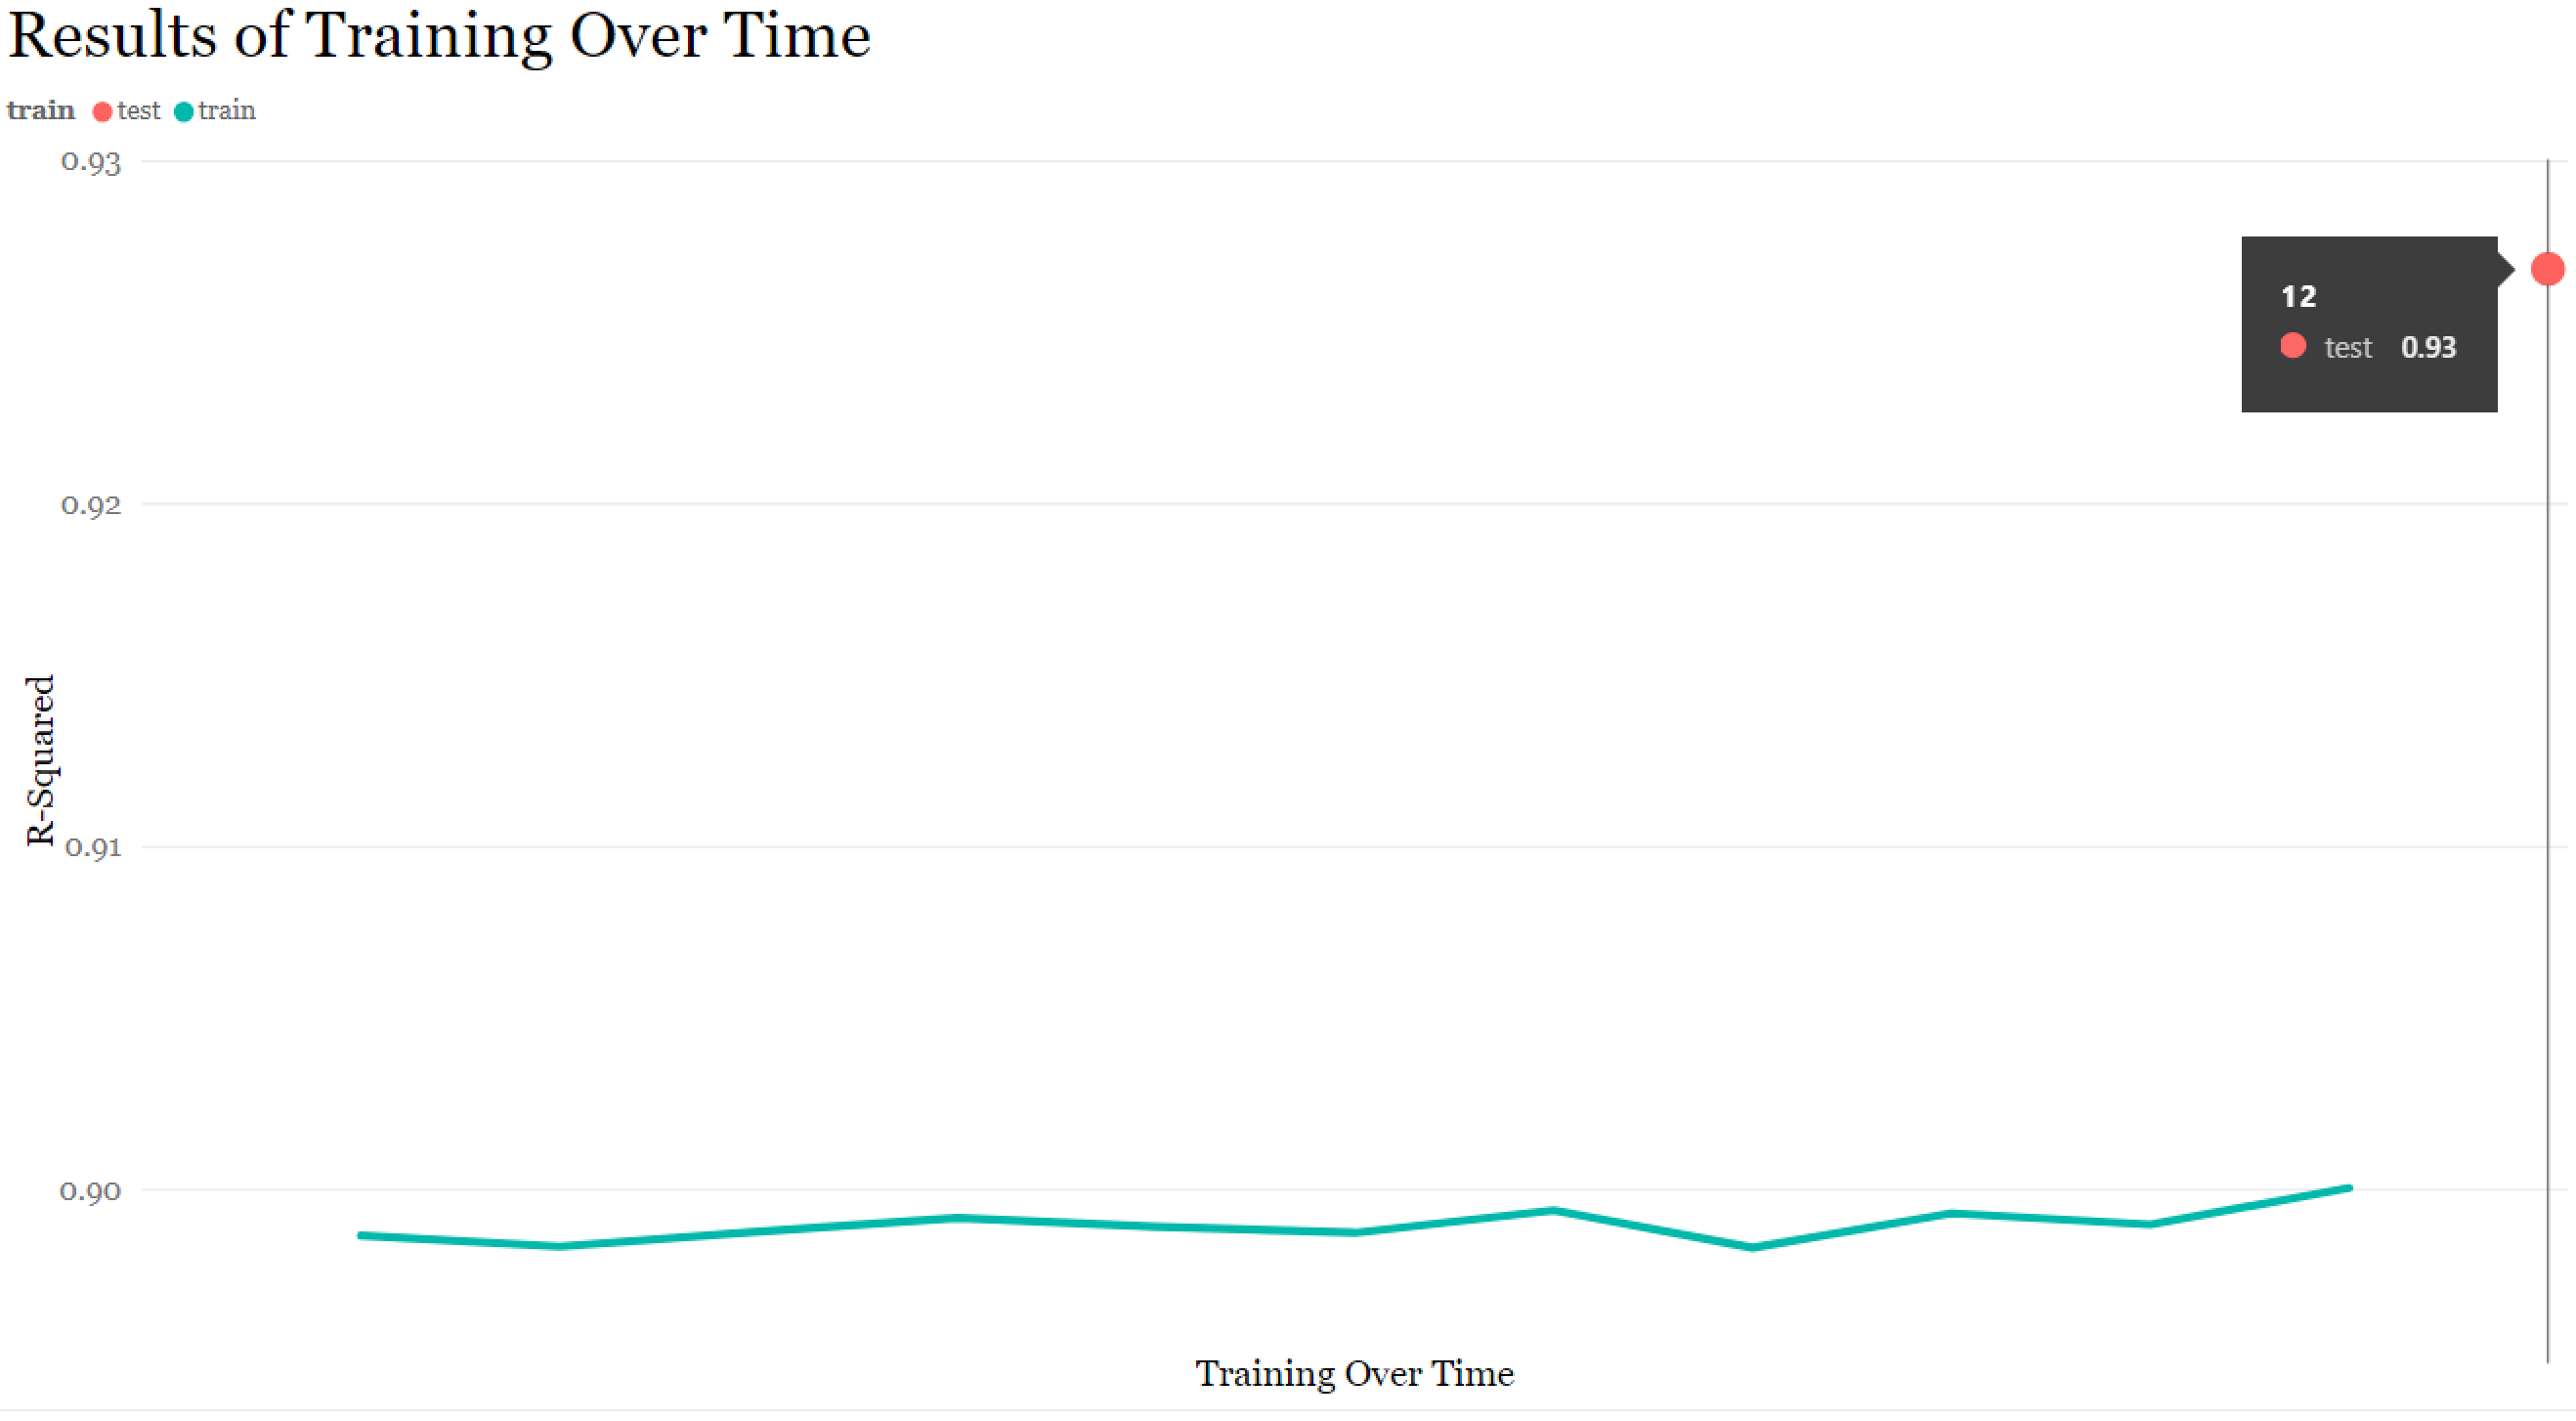 Results of Training Over Time
train test train
0.93
12
test 0.93
0.92
R-Squared
0.91
0.90
Training Over Time